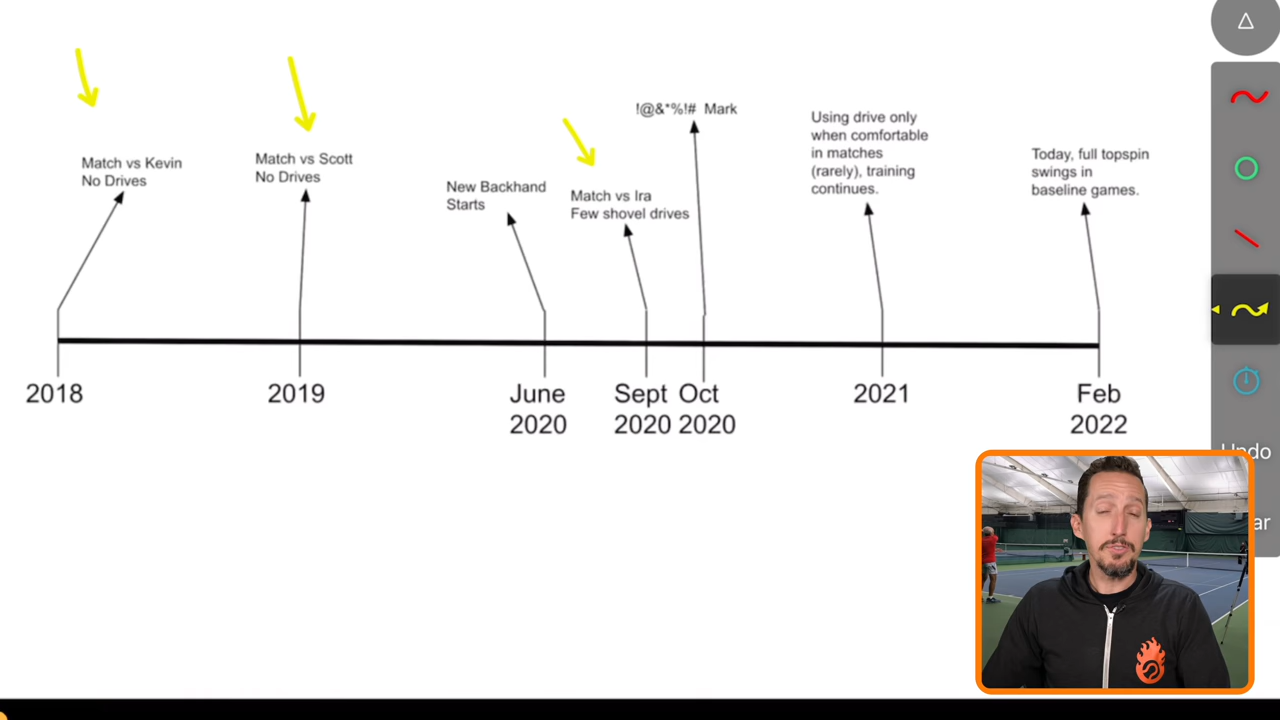 !@&*%!# Mark
Using drive only
when comfortable
in matches
(rarely), training
continues.
Match vs Kevin
No Drives
Match vs Scott
No Drives
New Backhand
Starts
Match vs Ira
Few shovel drives
Today, full topspin
swings in
baseline games.
2018
2019
June
2020
Sept
2020
Oct
2020
2021
Feb
2022